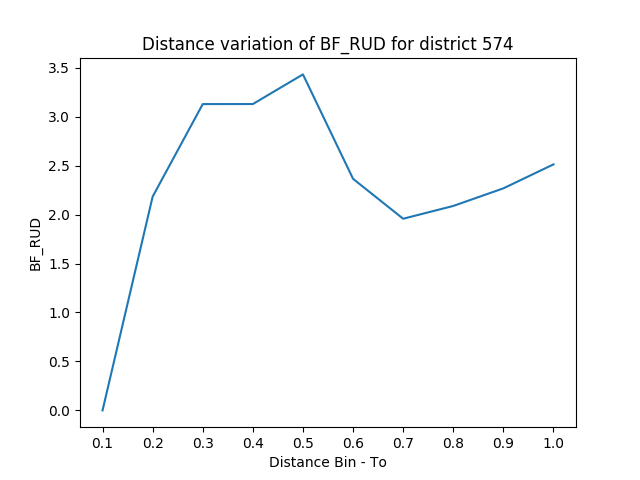 Distance variation of BF_RUD for district 574
3.5
3.0
2.5
2.0
1.5
1.0
0.5
0.0
BF_RUD
0.1 0.2 0.3 0.4 0.5 0.6 0.7 0.8 0.9 1.0
Distance Bin - To